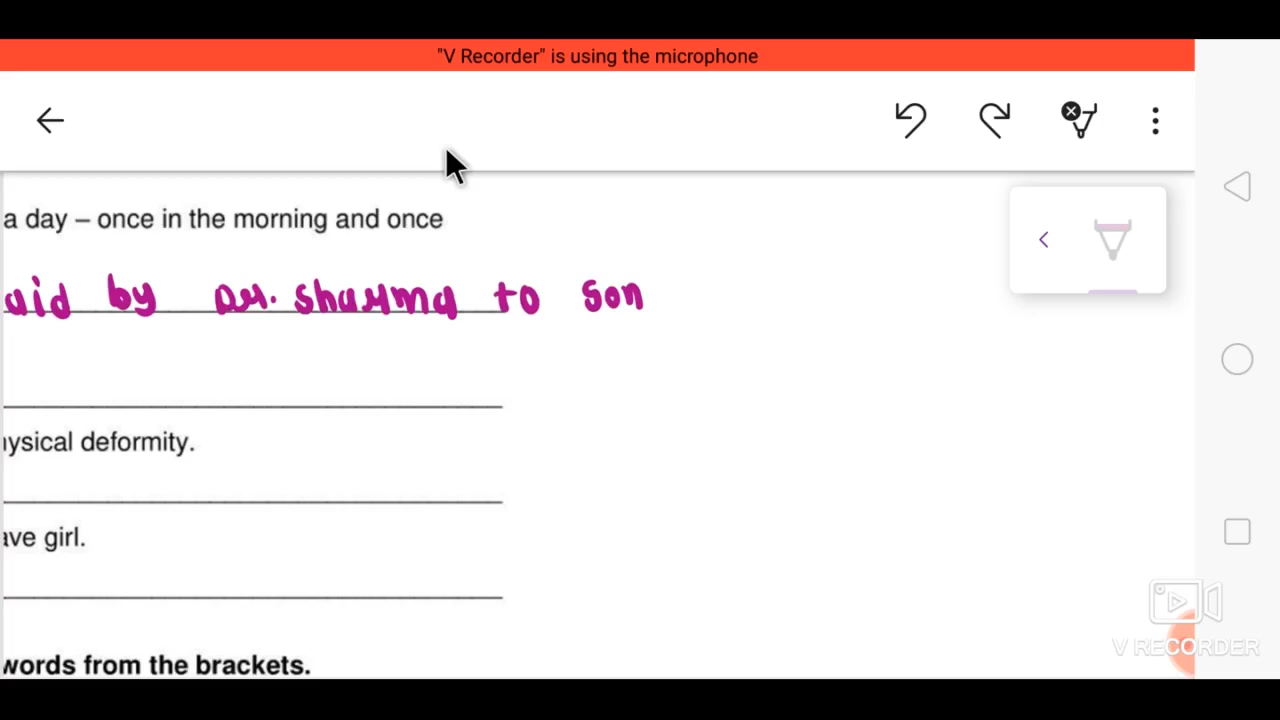 "V Recorder" is using the microphone
a day – once in the morning and once
aid by Dr. Sharma to Son
hysical deformity.
ave girl.
words from the brackets.
V RECORDER